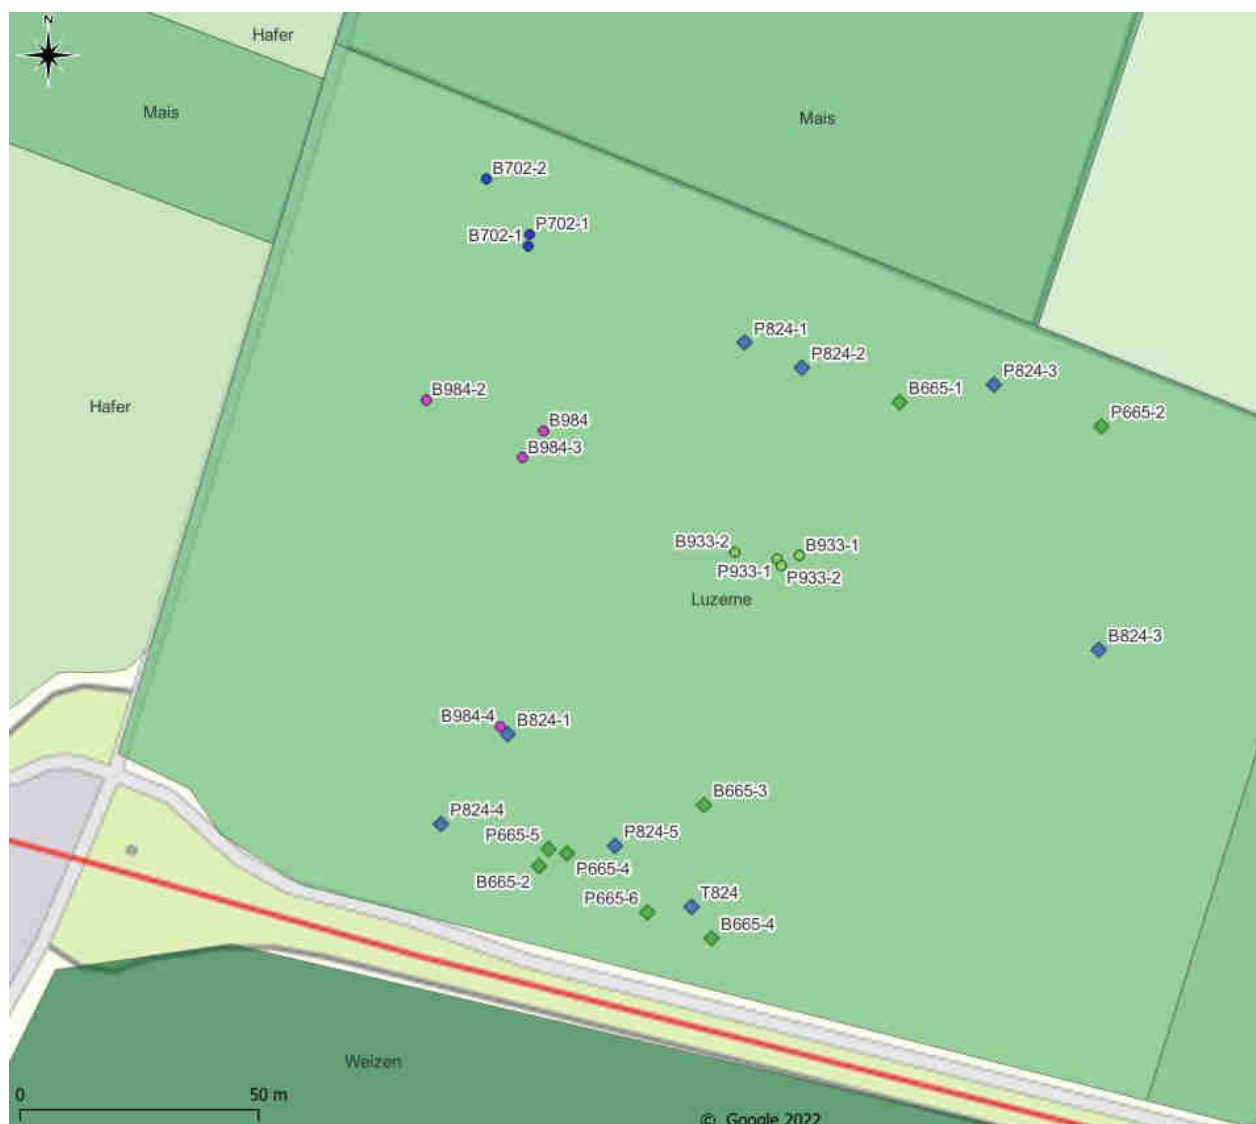 N
Hafer
Mais
Mais
B702-2
P702-1
B702-1
P824-1
P824-2
P824-3
B665-1
P665-2
B984-2
Hafer
B984
B984-3
B933-2
B933-1
P933-1
P933-2
Luzerne
B824-3
B984-4
B824-1
B665-3
P824-4
P824-5
P665-5
P665-4
B665-2
P665-6
T824
B665-4
Weizen
0
50 m
© Google 2022